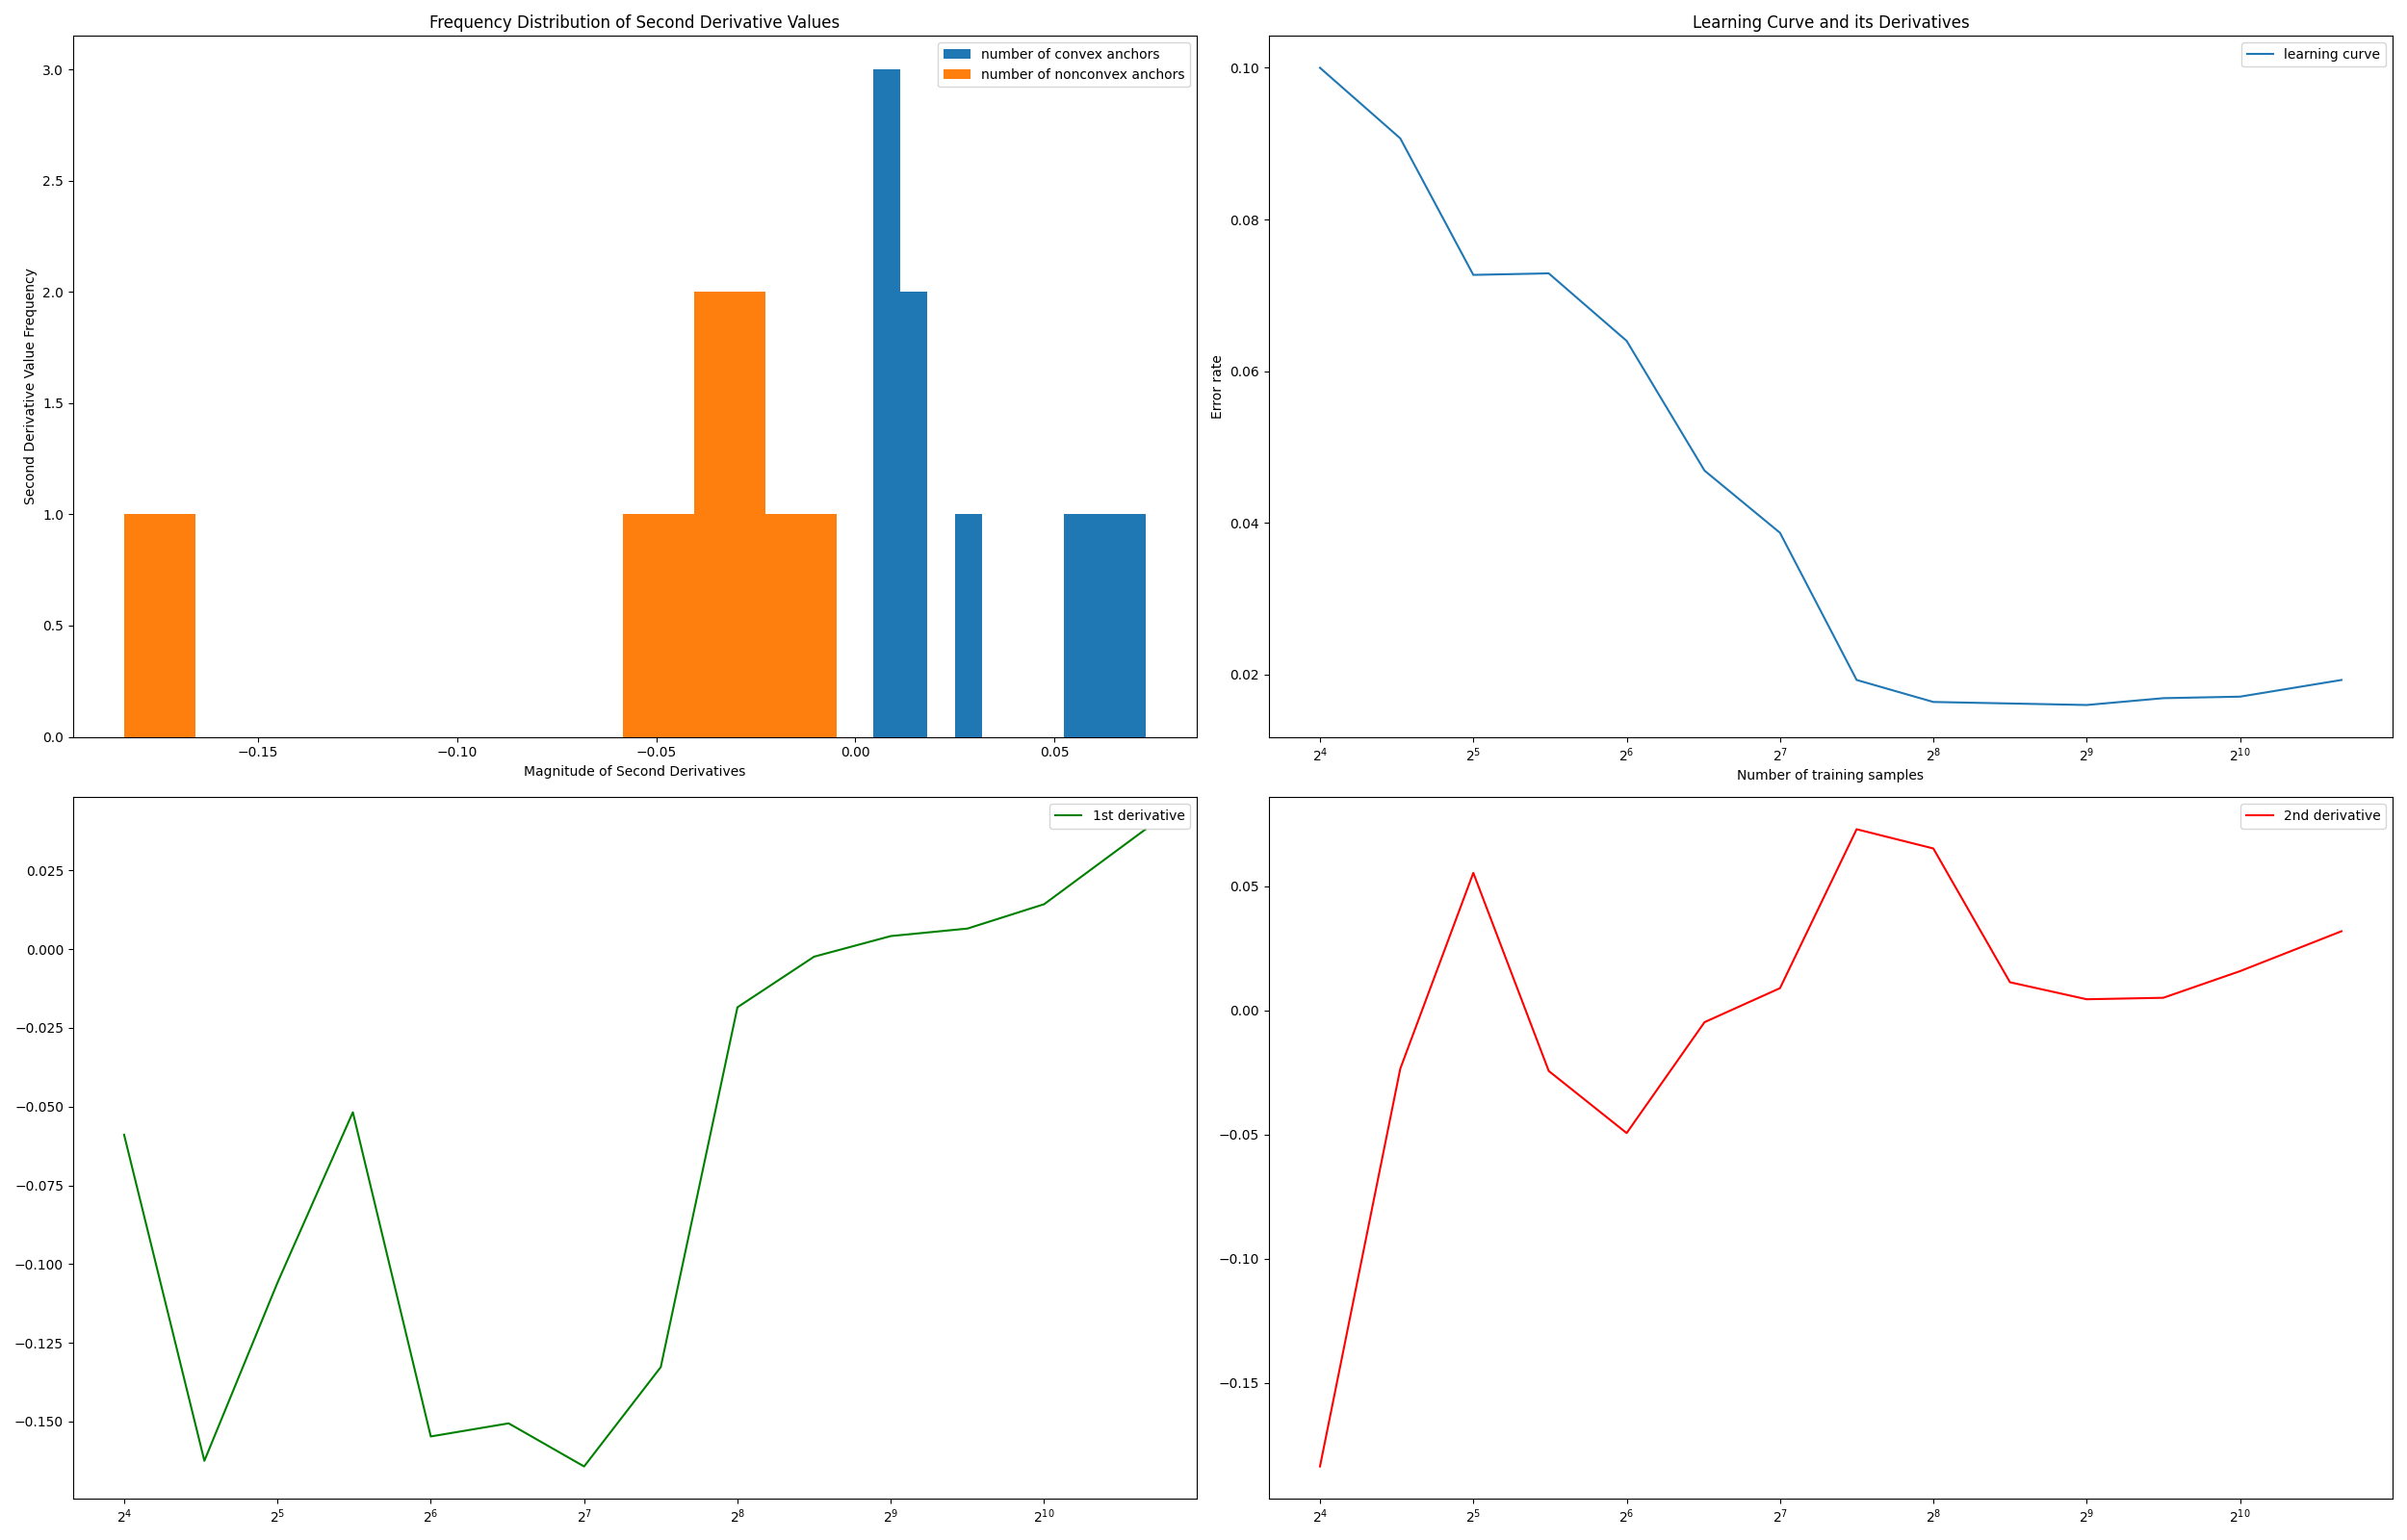 Frequency Distribution of Second Derivative Values
number of convex anchors
number of nonconvex anchors
3.0
2.5
2.0
1.5
1.0
0.5
0.0
Second Derivative Value Frequency
−0.15 −0.10 −0.05 0.00 0.05
Magnitude of Second Derivatives
Learning Curve and its Derivatives
learning curve
0.10
0.08
0.06
0.04
0.02
Error rate
2⁴ 2⁵ 2⁶ 2⁷ 2⁸ 2⁹ 2¹⁰
Number of training samples
1st derivative
0.025
0.000
−0.025
−0.050
−0.075
−0.100
−0.125
−0.150
2⁴ 2⁵ 2⁶ 2⁷ 2⁸ 2⁹ 2¹⁰
2nd derivative
0.05
0.00
−0.05
−0.10
−0.15
2⁴ 2⁵ 2⁶ 2⁷ 2⁸ 2⁹ 2¹⁰